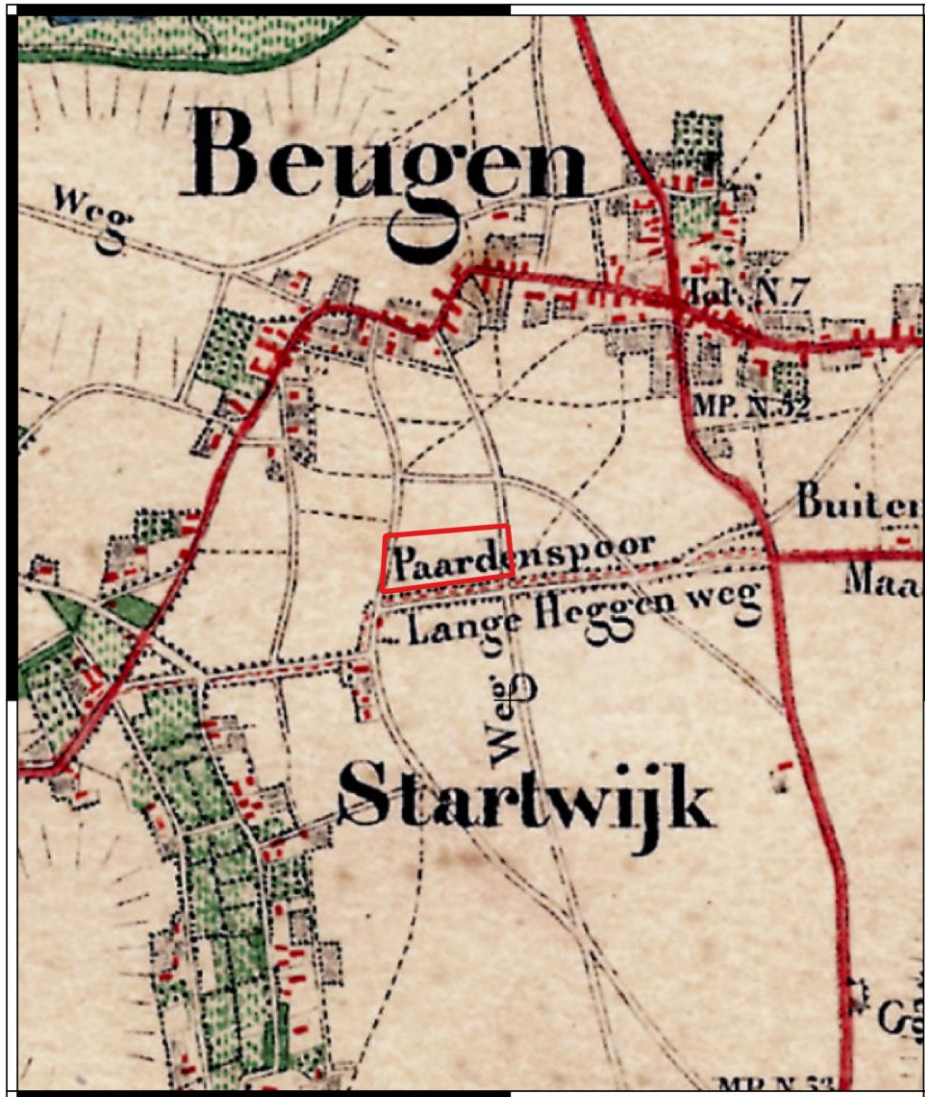 Beugen
Weg
Tol. N.7
MP. N.52
Buiten
Paardenspoor
Maa
Lange Heggen weg
Weg
Startwijk
MP. N.53